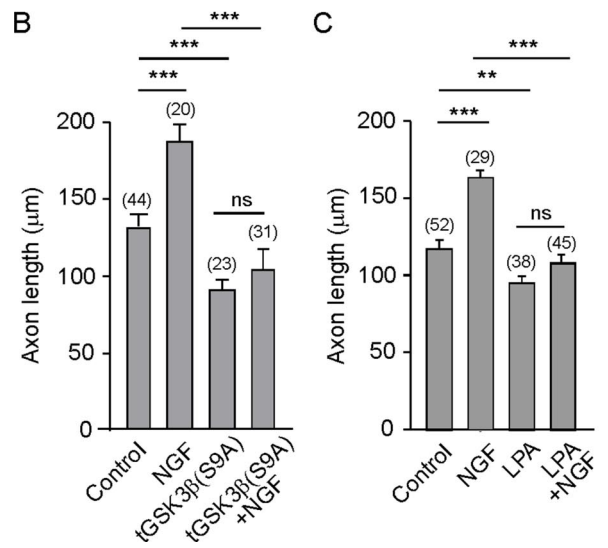 B
***
***
***
Axon length (μm)
200
150
100
50
0
(44)
(20)
(23)
(31)
ns
Control
NGF
tGSK3β(S9A)
tGSK3β(S9A)
+NGF
C
***
**
***
Axon length (μm)
200
150
100
50
0
(52)
(29)
(38)
(45)
ns
Control
NGF
LPA
LPA
+NGF